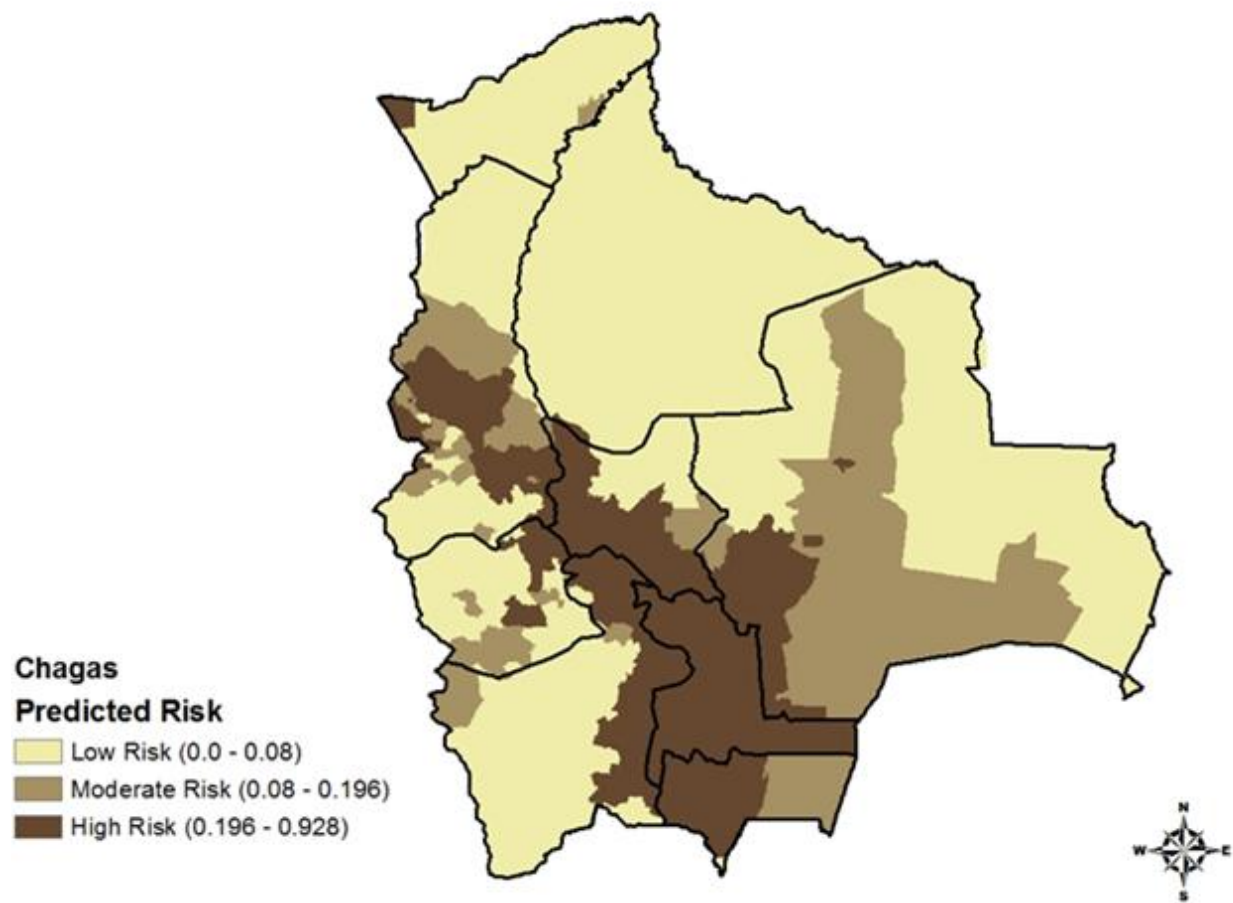 Chagas
Predicted Risk
Low Risk (0.0 - 0.08)
Moderate Risk (0.08 - 0.196)
High Risk (0.196 - 0.928)
N
W E
S